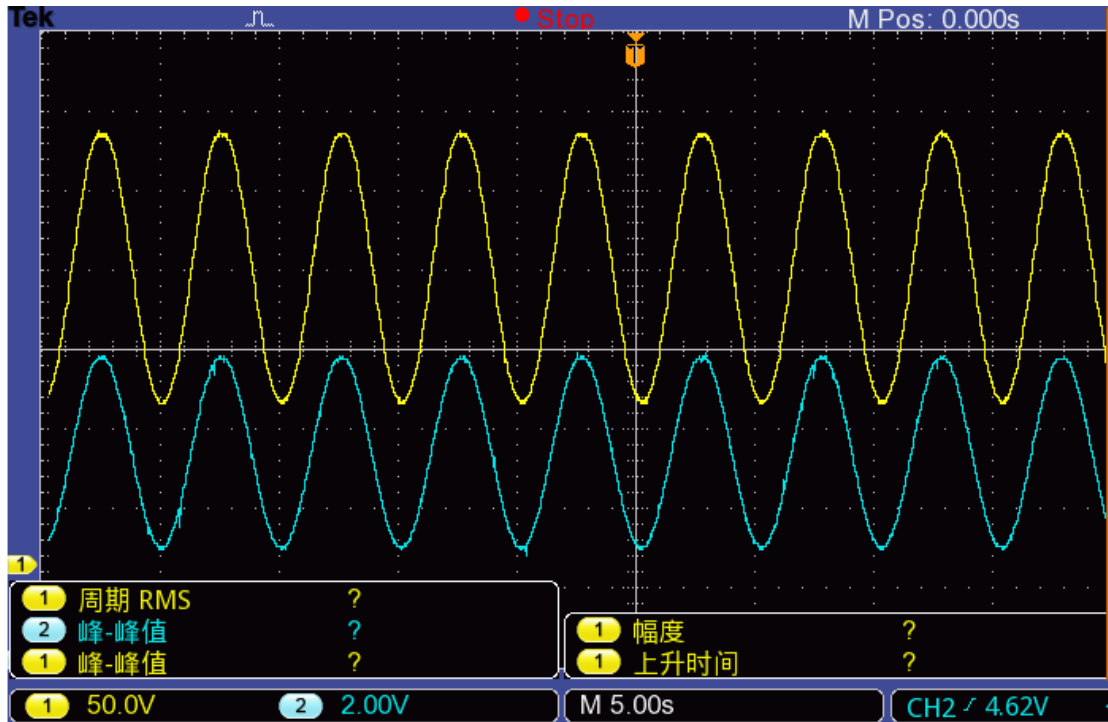 Tek Stop M Pos: 0.000s
T
1
1 周期 RMS ?
2 峰-峰值 ?
1 峰-峰值 ?
1 幅度 ?
1 上升时间 ?
1 50.0V 2 2.00V M 5.00s CH2 4.62V